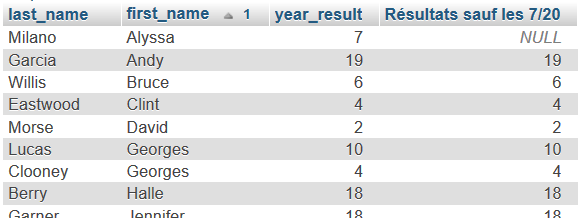 last_name first_name 1 year_result Résultats sauf les 7/20
Milano Alyssa 7 NULL
Garcia Andy 19 19
Willis Bruce 6 6
Eastwood Clint 4 4
Morse David 2 2
Lucas Georges 10 10
Clooney Georges 4 4
Berry Halle 18 18
Garner Jennifer 18 18